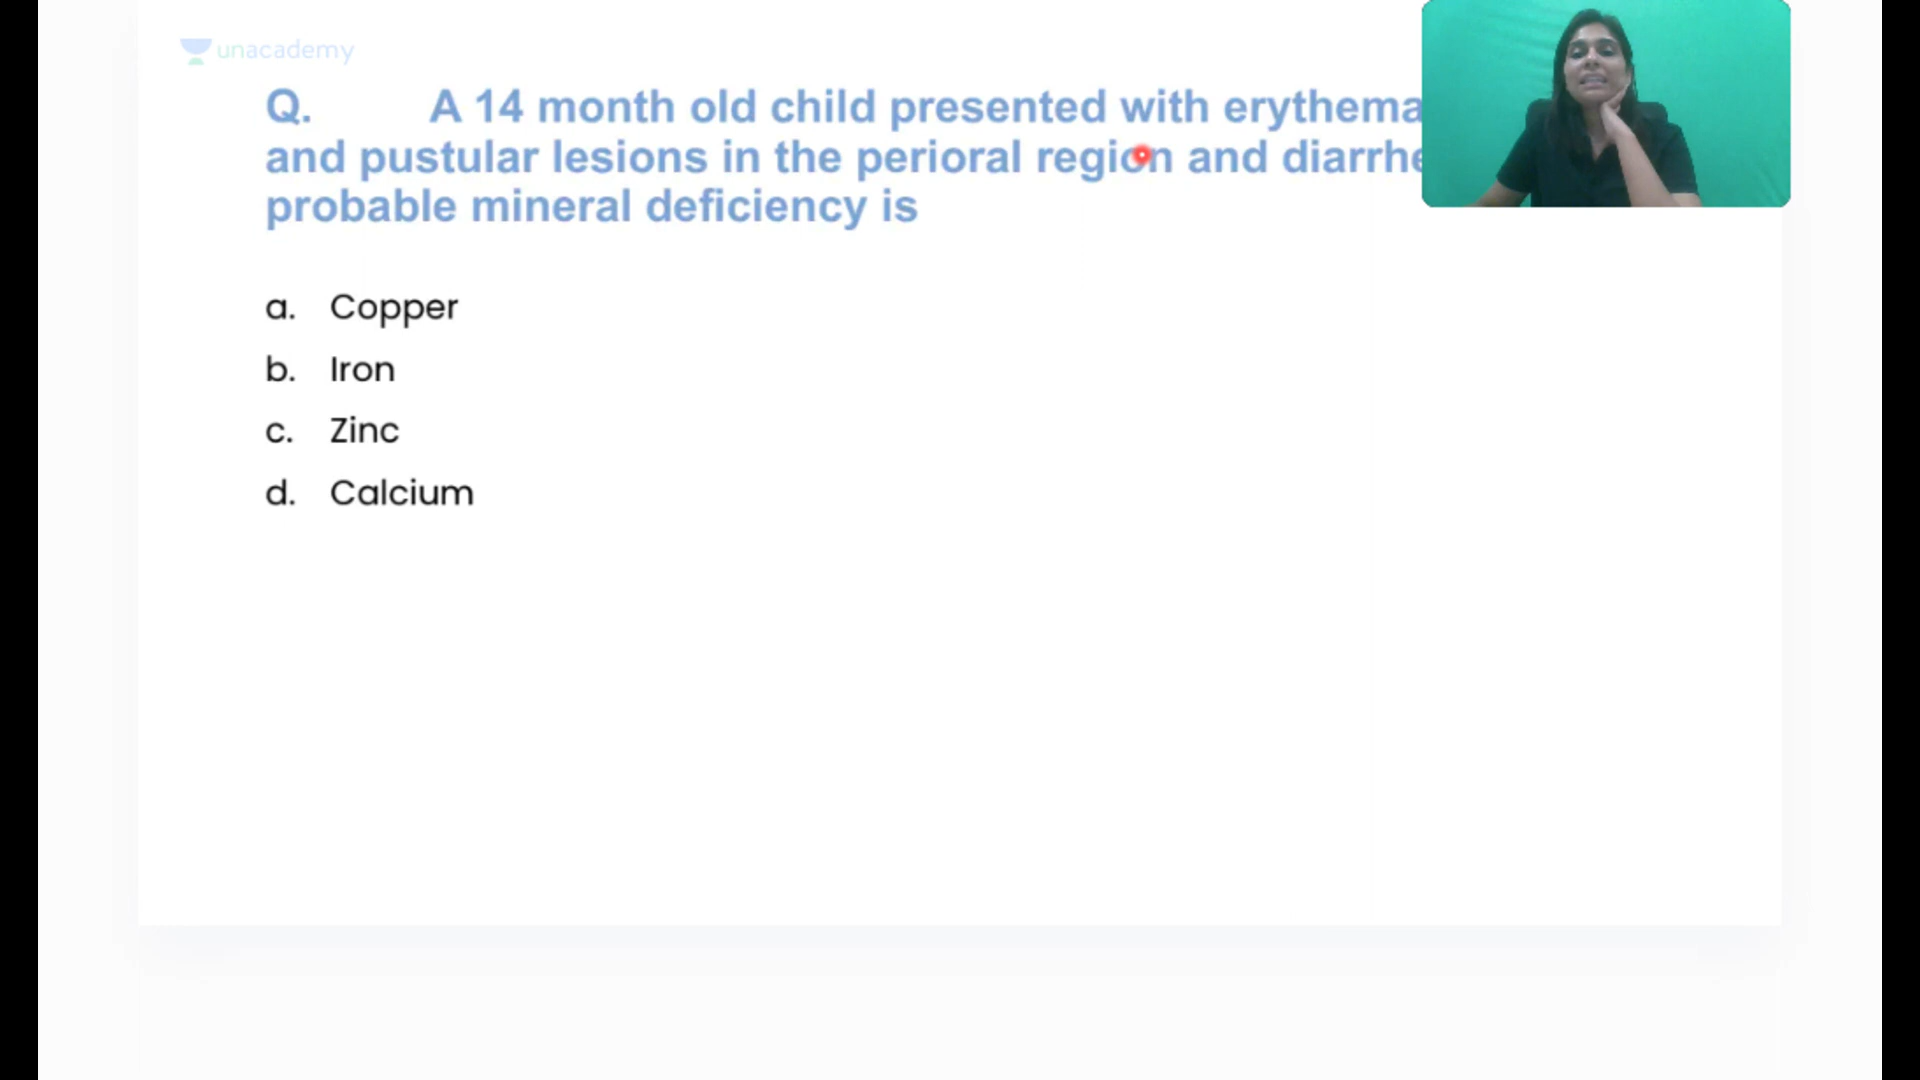 unacademy
Q. A 14 month old child presented with erythema
and pustular lesions in the perioral region and diarrhe
probable mineral deficiency is
a. Copper
b. Iron
c. Zinc
d. Calcium